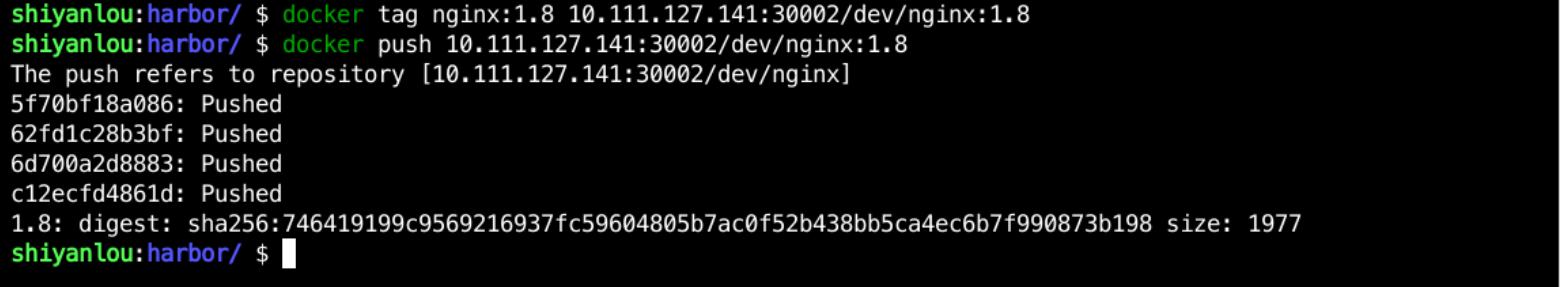 shiyanlou:harbor/ $ docker tag nginx:1.8 10.111.127.141:30002/dev/nginx:1.8
shiyanlou:harbor/ $ docker push 10.111.127.141:30002/dev/nginx:1.8
The push refers to repository [10.111.127.141:30002/dev/nginx]
5f70bf18a086: Pushed
62fd1c28b3bf: Pushed
6d700a2d8883: Pushed
c12ecfd4861d: Pushed
1.8: digest: sha256:746419199c9569216937fc59604805b7ac0f52b438bb5ca4ec6b7f990873b198 size: 1977
shiyanlou:harbor/ $